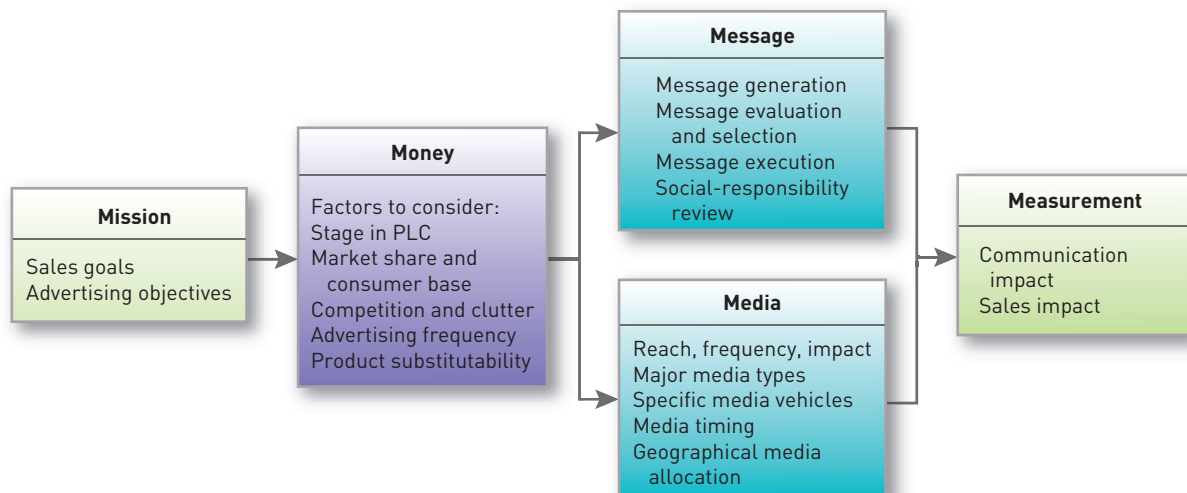 Mission
Sales goals
Advertising objectives
Money
Factors to consider:
Stage in PLC
Market share and
consumer base
Competition and clutter
Advertising frequency
Product substitutability
Message
Message generation
Message evaluation
and selection
Message execution
Social-responsibility
review
Media
Reach, frequency, impact
Major media types
Specific media vehicles
Media timing
Geographical media
allocation
Measurement
Communication
impact
Sales impact